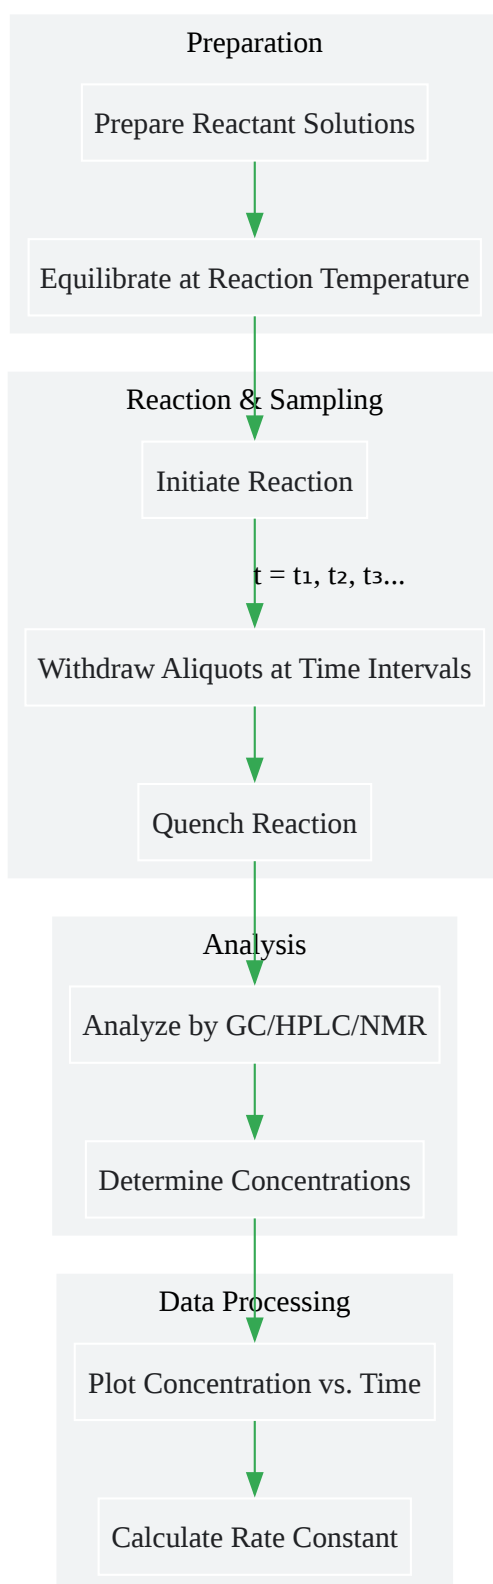 Preparation
Prepare Reactant Solutions
Equilibrate at Reaction Temperature
Reaction & Sampling
Initiate Reaction
t = t₁, t₂, t₃...
Withdraw Aliquots at Time Intervals
Quench Reaction
Analysis
Analyze by GC/HPLC/NMR
Determine Concentrations
Data Processing
Plot Concentration vs. Time
Calculate Rate Constant